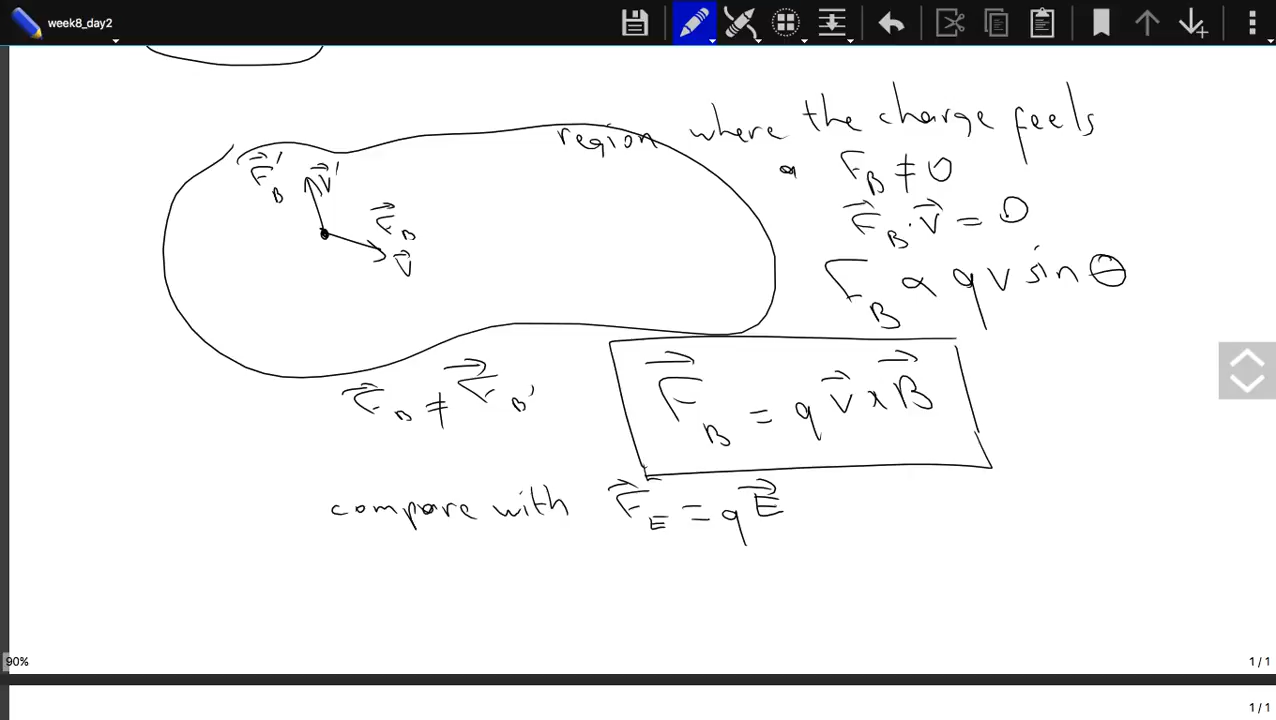 week8_day2
region where the charge feels
a F_B ≠ 0
F⃗_B' v⃗'
F⃗_B · v⃗ = 0
F⃗_B
v⃗
F_B ∝ qv sin θ
F⃗_B ≠ F⃗_B'
F⃗_B = q v⃗ × B⃗
compare with F⃗_E = q E⃗
90% 1 / 1
1 / 1